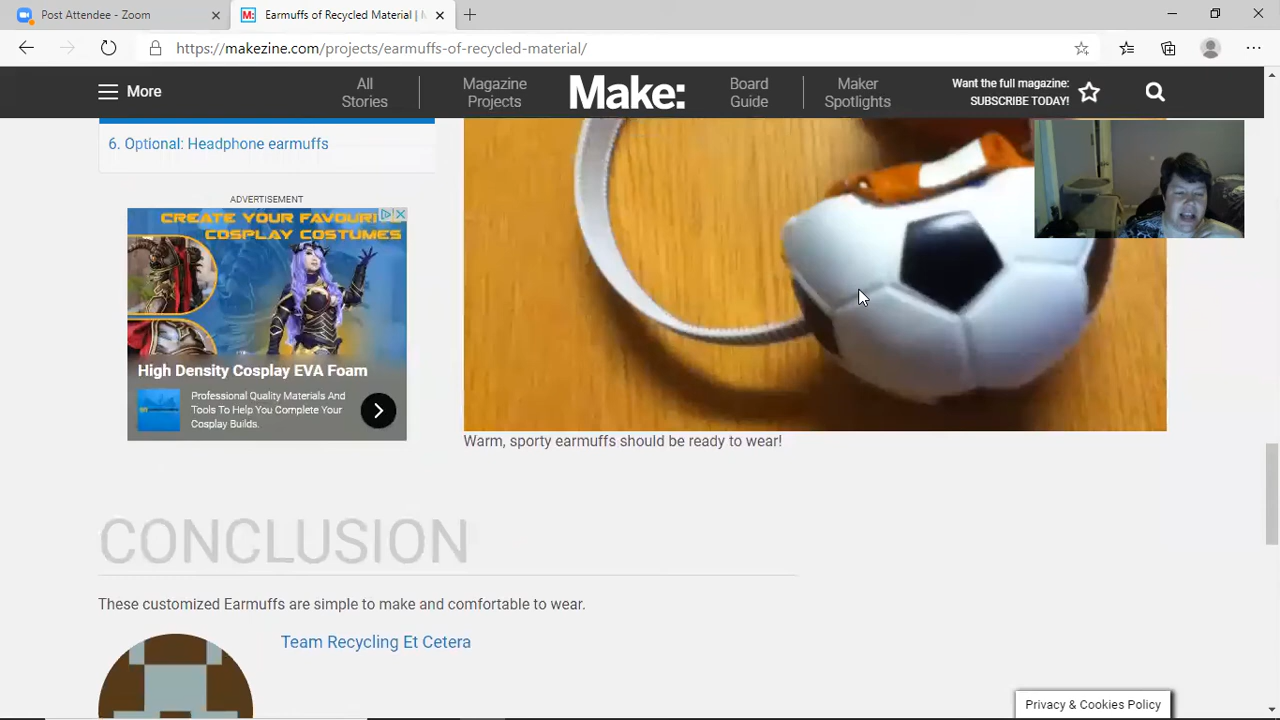 Post Attendee - Zoom
M:
Earmuffs of Recycled Material |
https://makezine.com/projects/earmuffs-of-recycled-material/
More
All
Stories
Magazine
Projects
Make:
Board
Guide
Maker
Spotlights
Want the full magazine:
SUBSCRIBE TODAY!
6. Optional: Headphone earmuffs
ADVERTISEMENT
CREATE YOUR FAVOURI
COSPLAY COSTUMES
High Density Cosplay EVA Foam
Professional Quality Materials And
Tools To Help You Complete Your
Cosplay Builds.
Warm, sporty earmuffs should be ready to wear!
CONCLUSION
These customized Earmuffs are simple to make and comfortable to wear.
Team Recycling Et Cetera
Privacy & Cookies Policy